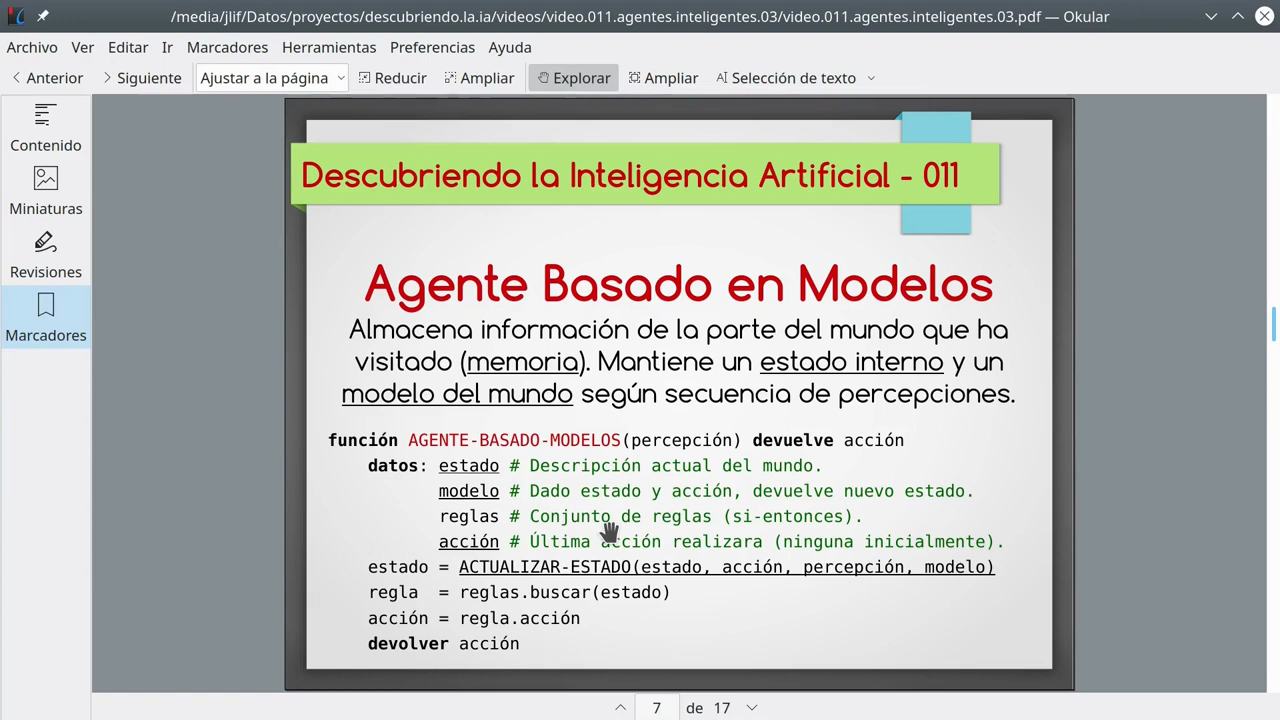 /media/jlif/Datos/proyectos/descubriendo.la.ia/videos/video.011.agentes.inteligentes.03/video.011.agentes.inteligentes.03.pdf — Okular
Archivo Ver Editar Ir Marcadores Herramientas Preferencias Ayuda
Anterior Siguiente Ajustar a la página Reducir Ampliar Explorar Ampliar Selección de texto
Contenido
Miniaturas
Revisiones
Marcadores
Descubriendo la Inteligencia Artificial - 011
Agente Basado en Modelos
Almacena información de la parte del mundo que ha
visitado (memoria). Mantiene un estado interno y un
modelo del mundo según secuencia de percepciones.
función AGENTE-BASADO-MODELOS(percepción) devuelve acción
datos: estado # Descripción actual del mundo.
modelo # Dado estado y acción, devuelve nuevo estado.
reglas # Conjunto de reglas (si-entonces).
acción # Última acción realizara (ninguna inicialmente).
estado = ACTUALIZAR-ESTADO(estado, acción, percepción, modelo)
regla = reglas.buscar(estado)
acción = regla.acción
devolver acción
7 de 17